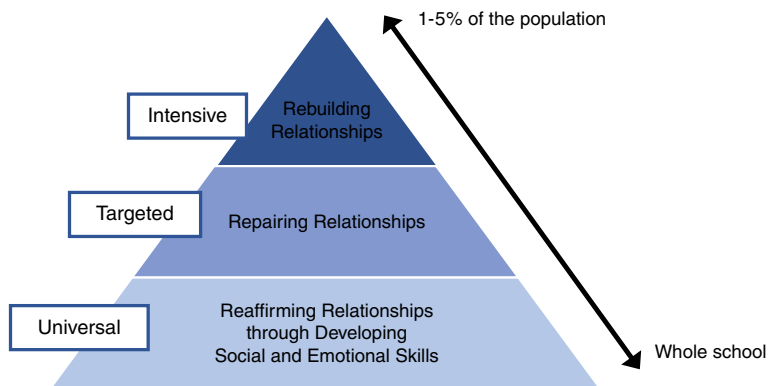 1-5% of the population
Intensive
Rebuilding
Relationships
Targeted
Repairing Relationships
Universal
Reaffirming Relationships
through Developing
Social and Emotional Skills
Whole school